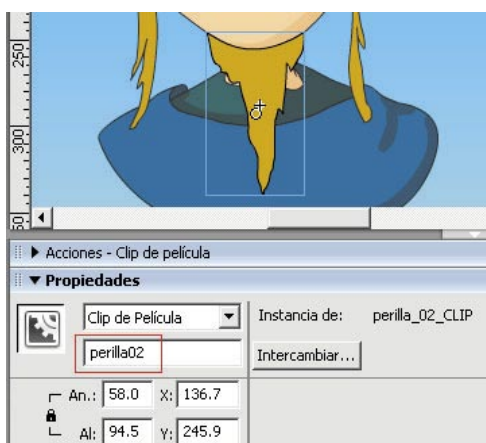 250
300
50
Acciones - Clip de película
Propiedades
Clip de Película
Instancia de: perilla_02_CLIP
perilla02
Intercambiar...
An.: 58.0 X: 136.7
Al: 94.5 Y: 245.9